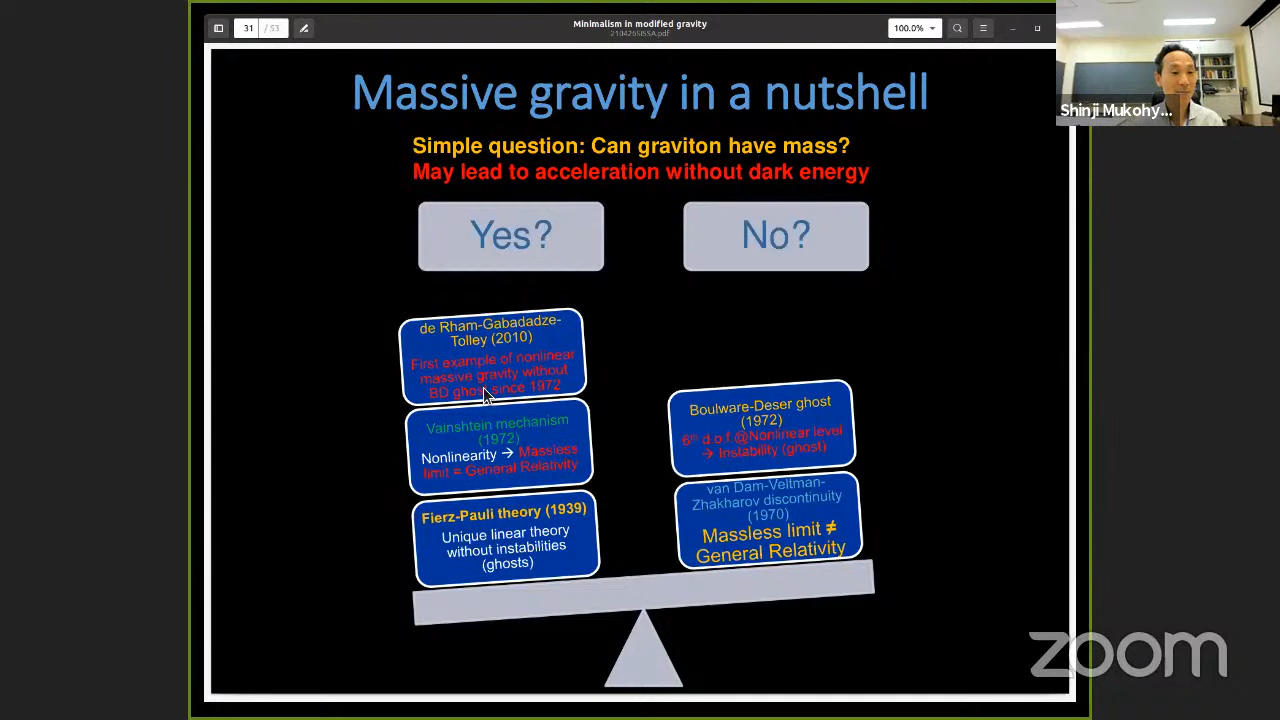 Minimalism in modified gravity
210426SISSA.pdf
31 / 53
100.0%
Shinji Mukohy...
Massive gravity in a nutshell
Simple question: Can graviton have mass?
May lead to acceleration without dark energy
Yes?
No?
de Rham-Gabadadze-
Tolley (2010)
First example of nonlinear
massive gravity without
BD ghost since 1972
Vainshtein mechanism
(1972)
Nonlinearity → Massless
limit = General Relativity
Fierz-Pauli theory (1939)
Unique linear theory
without instabilities
(ghosts)
Boulware-Deser ghost
(1972)
6th d.o.f.@Nonlinear level
→ Instability (ghost)
van Dam-Veltman-
Zhakharov discontinuity
(1970)
Massless limit ≠
General Relativity
zoom